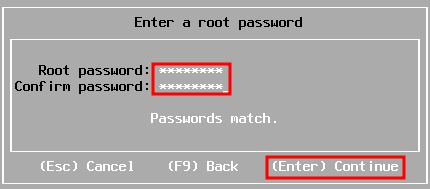 Enter a root password
Root password: ********
Confirm password: ********_
Passwords match.
(Esc) Cancel (F9) Back (Enter) Continue